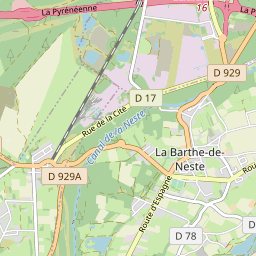 La Pyrénéenne
16
D 929
D 17
Rue de la Cité
Canal de la Neste
La Barthe-de-
Neste
D 929A
Route d'Espagne
Rou
D 78